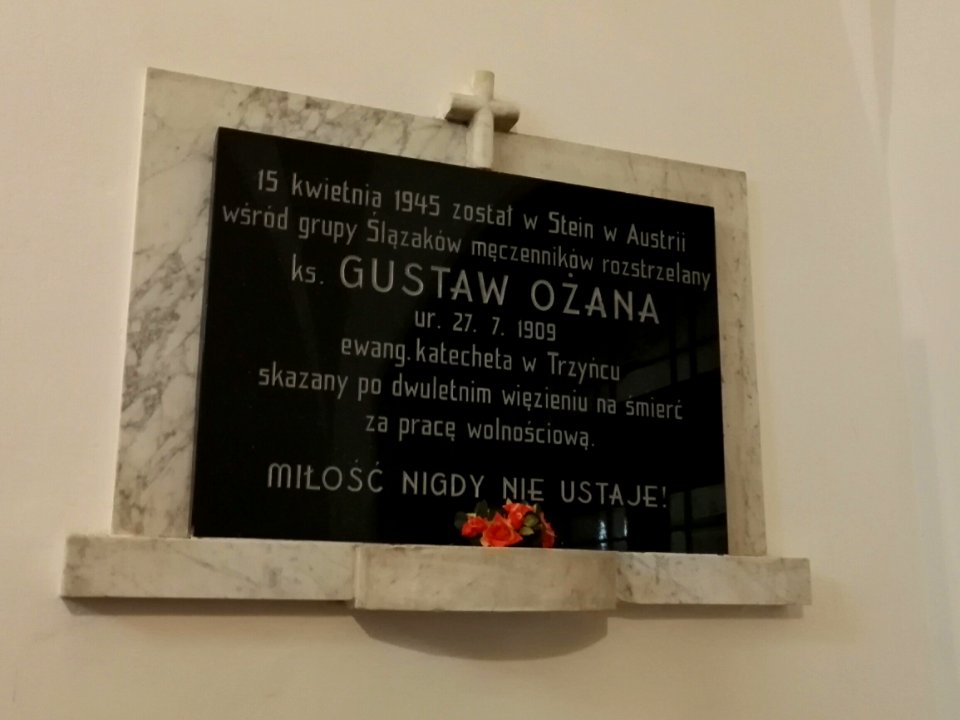 15 kwietnia 1945 został w Stein w Austrii
wśród grupy Ślązaków męczenników rozstrzelany
ks. GUSTAW OŻANA
ur. 27. 7. 1909
ewang. katecheta w Trzyńcu
skazany po dwuletnim więzieniu na śmierć
za pracę wolnościową.
MIŁOŚĆ NIGDY NIE USTAJE!